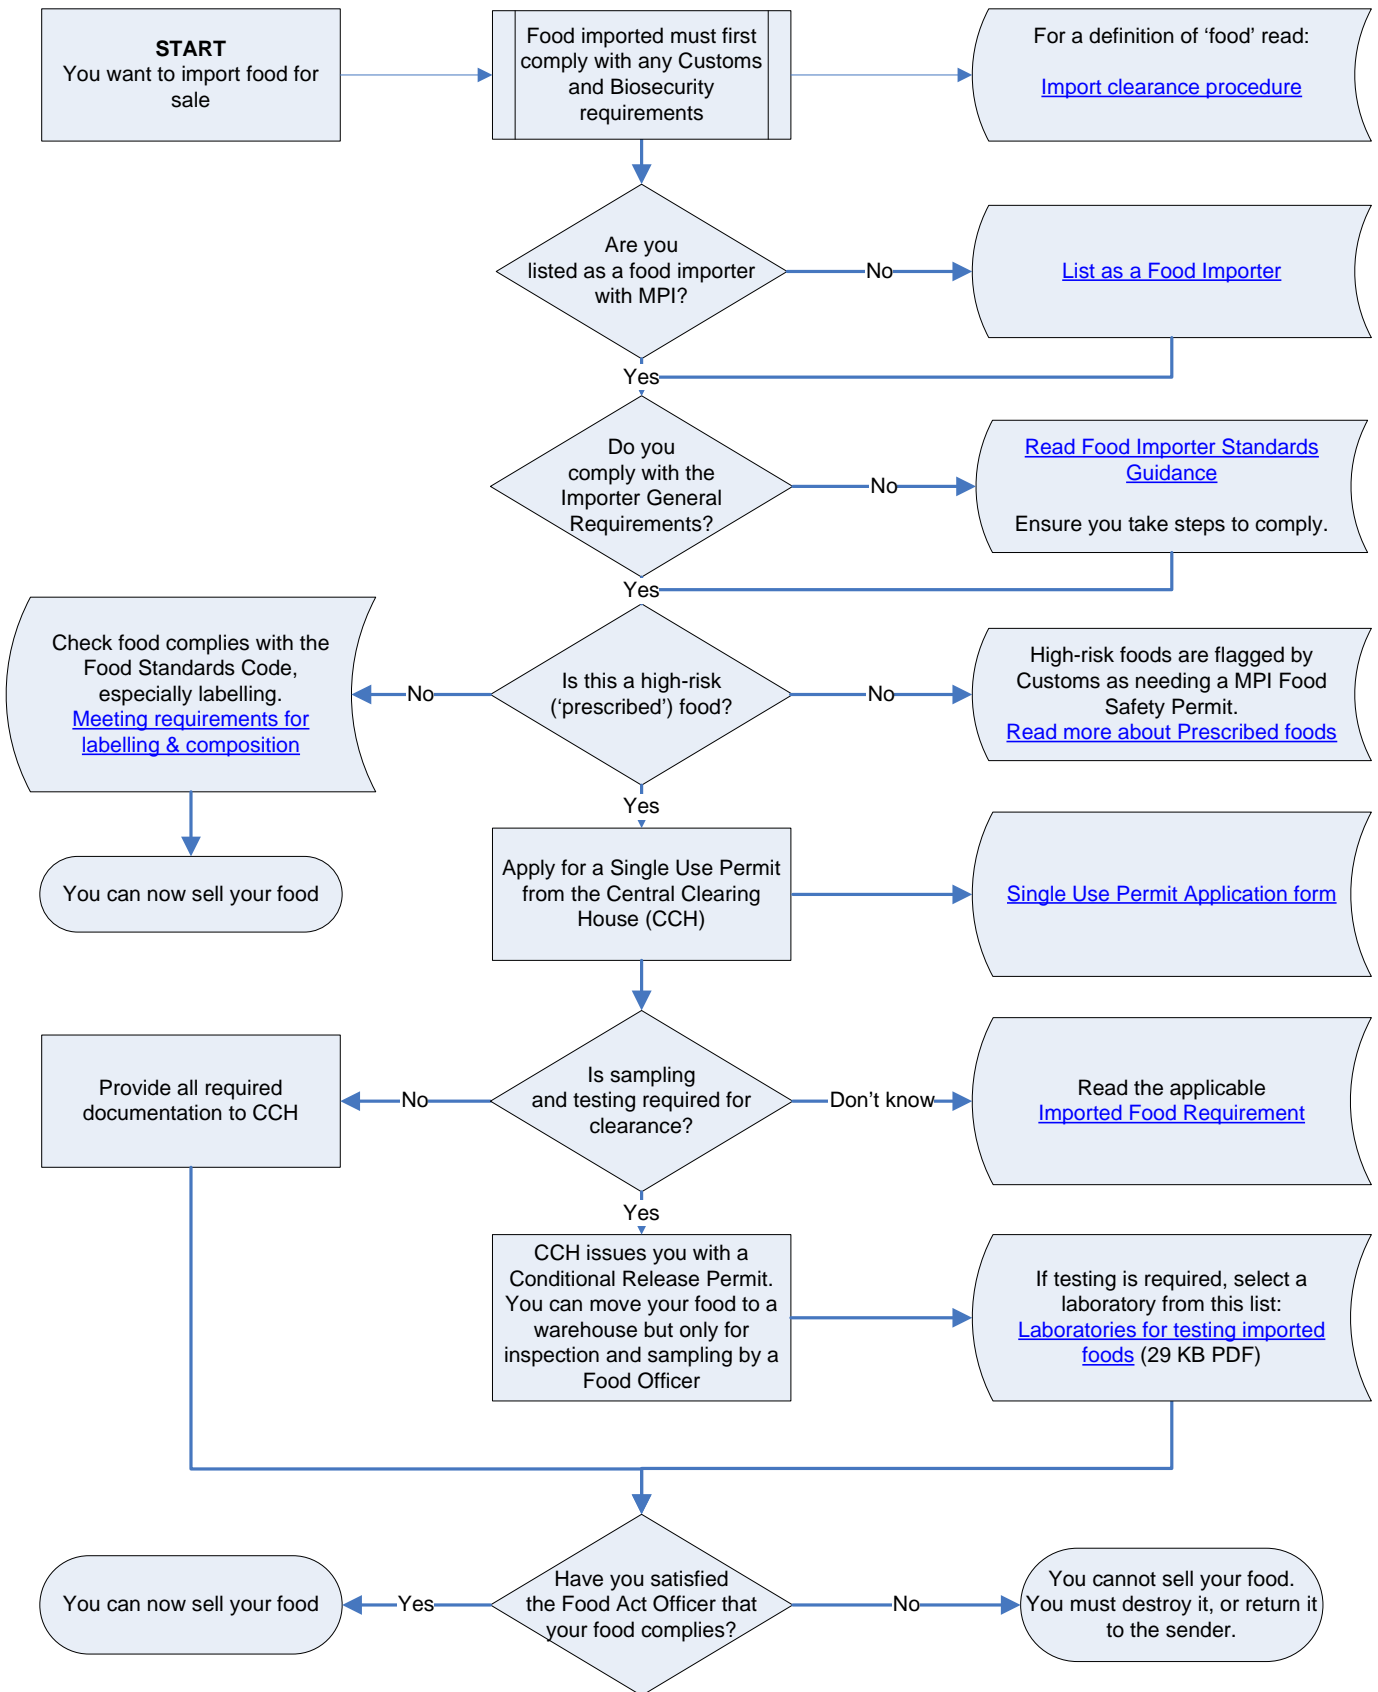 START
You want to import food for
sale
Food imported must first
comply with any Customs
and Biosecurity
requirements
For a definition of ‘food’ read:
Import clearance procedure
Are you
listed as a food importer
with MPI?
No
List as a Food Importer
Yes
Do you
comply with the
Importer General
Requirements?
No
Read Food Importer Standards
Guidance
Ensure you take steps to comply.
Yes
Check food complies with the
Food Standards Code,
especially labelling.
Meeting requirements for
labelling & composition
No
Is this a high-risk
(‘prescribed’) food?
No
High-risk foods are flagged by
Customs as needing a MPI Food
Safety Permit.
Read more about Prescribed foods
Yes
You can now sell your food
Apply for a Single Use Permit
from the Central Clearing
House (CCH)
Single Use Permit Application form
Provide all required
documentation to CCH
No
Is sampling
and testing required for
clearance?
Don’t know
Read the applicable
Imported Food Requirement
Yes
CCH issues you with a
Conditional Release Permit.
You can move your food to a
warehouse but only for
inspection and sampling by a
Food Officer
If testing is required, select a
laboratory from this list:
Laboratories for testing imported
foods (29 KB PDF)
You can now sell your food
Yes
Have you satisfied
the Food Act Officer that
your food complies?
No
You cannot sell your food.
You must destroy it, or return it
to the sender.